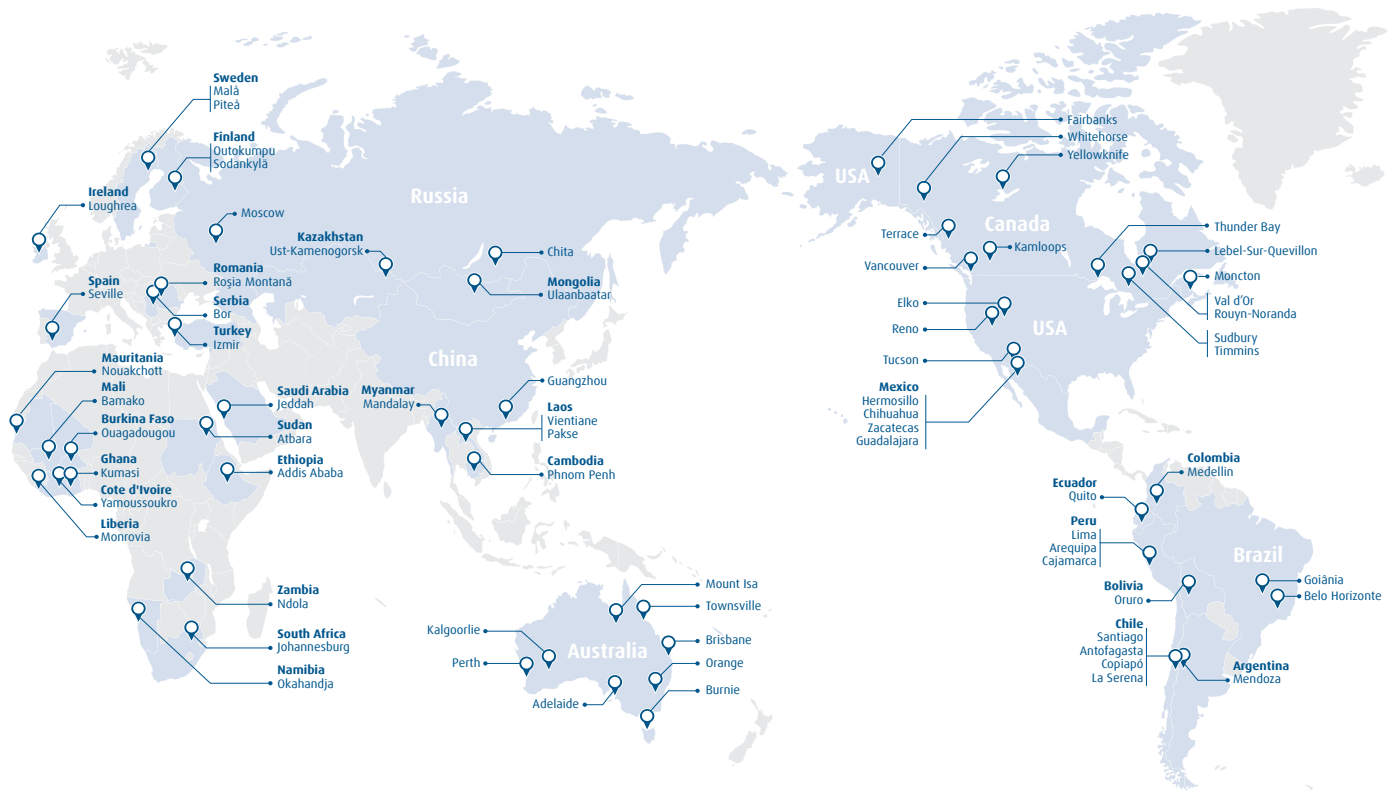 Sweden
Malå
Piteå
Finland
Outokumpu
Sodankylä
Ireland
Loughrea
Russia
Moscow
Kazakhstan
Ust-Kamenogorsk
Chita
Mongolia
Ulaanbaatar
Romania
Roșia Montană
Serbia
Bor
Turkey
Izmir
Spain
Seville
China
Mauritania
Nouakchott
Mali
Bamako
Burkina Faso
Ouagadougou
Ghana
Kumasi
Cote d'Ivoire
Yamoussoukro
Liberia
Monrovia
Saudi Arabia
Jeddah
Sudan
Atbara
Ethiopia
Addis Ababa
Myanmar
Mandalay
Guangzhou
Laos
Vientiane
Pakse
Cambodia
Phnom Penh
Zambia
Ndola
South Africa
Johannesburg
Namibia
Okahandja
Australia
Kalgoorlie
Perth
Adelaide
Mount Isa
Townsville
Brisbane
Orange
Burnie
USA
Fairbanks
Whitehorse
Yellowknife
Canada
Terrace
Kamloops
Vancouver
Thunder Bay
Lebel-Sur-Quevillon
Moncton
Val d'Or
Rouyn-Noranda
Sudbury
Timmins
USA
Elko
Reno
Tucson
Mexico
Hermosillo
Chihuahua
Zacatecas
Guadalajara
Colombia
Medellin
Ecuador
Quito
Peru
Lima
Arequipa
Cajamarca
Brazil
Goiânia
Belo Horizonte
Bolivia
Oruro
Chile
Santiago
Antofagasta
Copiapó
La Serena
Argentina
Mendoza